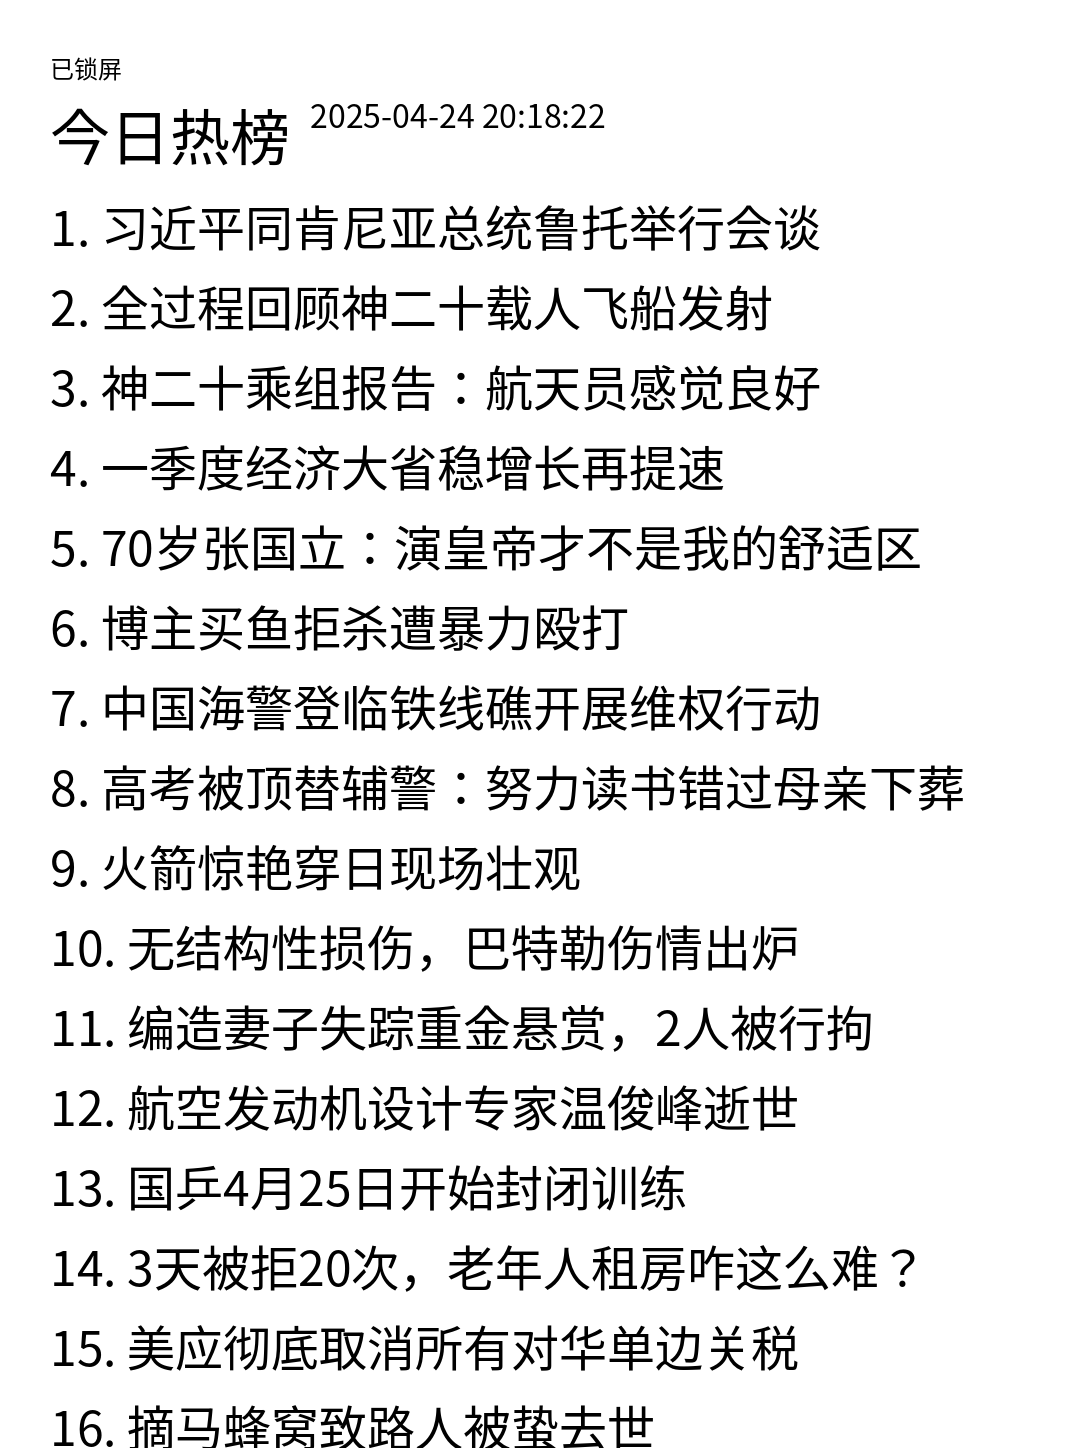 已锁屏
今日热榜 2025-04-24 20:18:22
1. 习近平同肯尼亚总统鲁托举行会谈
2. 全过程回顾神二十载人飞船发射
3. 神二十乘组报告：航天员感觉良好
4. 一季度经济大省稳增长再提速
5. 70岁张国立：演皇帝才不是我的舒适区
6. 博主买鱼拒杀遭暴力殴打
7. 中国海警登临铁线礁开展维权行动
8. 高考被顶替辅警：努力读书错过母亲下葬
9. 火箭惊艳穿日现场壮观
10. 无结构性损伤，巴特勒伤情出炉
11. 编造妻子失踪重金悬赏，2人被行拘
12. 航空发动机设计专家温俊峰逝世
13. 国乒4月25日开始封闭训练
14. 3天被拒20次，老年人租房咋这么难？
15. 美应彻底取消所有对华单边关税
16. 摘马蜂窝致路人被蛰去世